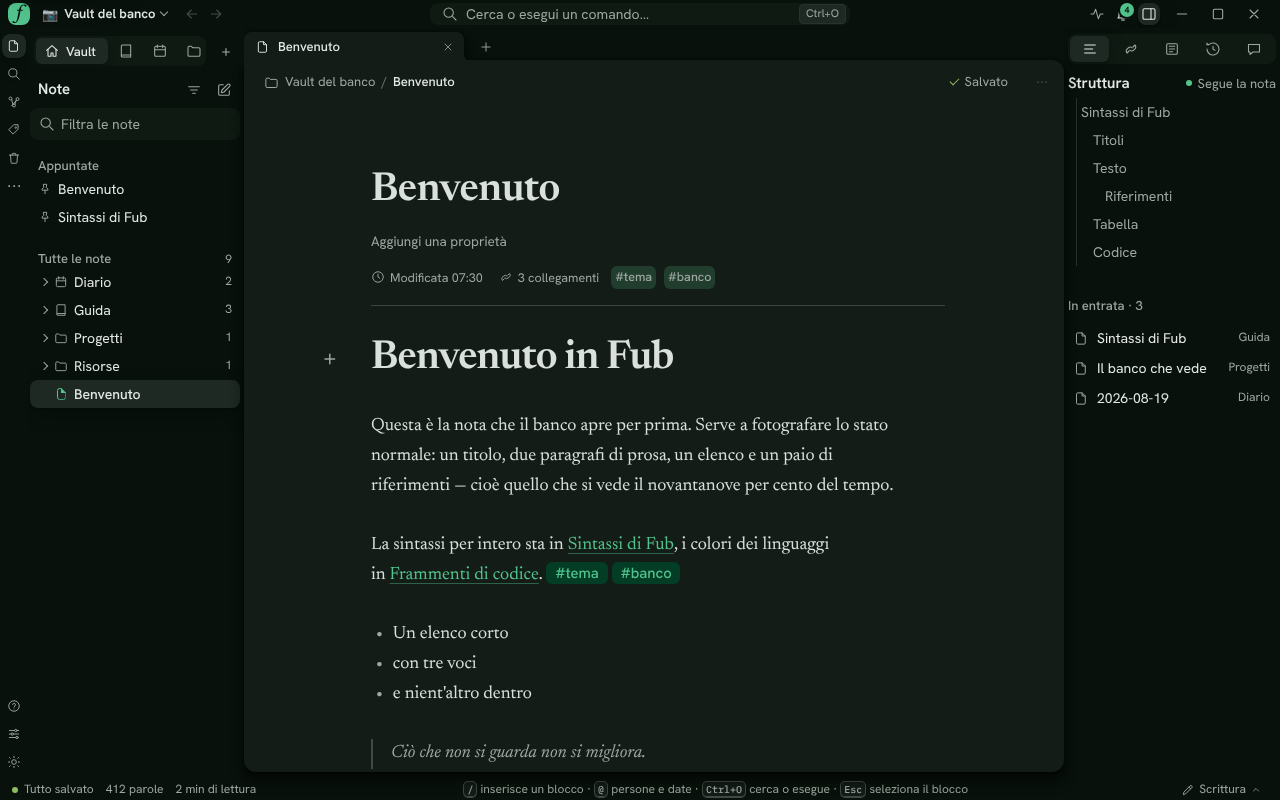 f
Vault del banco
Cerca o esegui un comando...
Ctrl+O
4
Vault
Benvenuto
Note
Filtra le note
Appuntate
Benvenuto
Sintassi di Fub
Tutte le note 9
Diario 2
Guida 3
Progetti 1
Risorse 1
Benvenuto
Vault del banco / Benvenuto
Salvato
Benvenuto
Aggiungi una proprietà
Modificata 07:30 3 collegamenti #tema #banco
Benvenuto in Fub
Questa è la nota che il banco apre per prima. Serve a fotografare lo stato
normale: un titolo, due paragrafi di prosa, un elenco e un paio di
riferimenti — cioè quello che si vede il novantanove per cento del tempo.
La sintassi per intero sta in Sintassi di Fub, i colori dei linguaggi
in Frammenti di codice. #tema #banco
• Un elenco corto
• con tre voci
• e nient'altro dentro
Ciò che non si guarda non si migliora.
Struttura
Segue la nota
Sintassi di Fub
Titoli
Testo
Riferimenti
Tabella
Codice
In entrata · 3
Sintassi di Fub Guida
Il banco che vede Progetti
2026-08-19 Diario
Tutto salvato 412 parole 2 min di lettura
/ inserisce un blocco · @ persone e date · Ctrl+O cerca o esegue · Esc seleziona il blocco
Scrittura